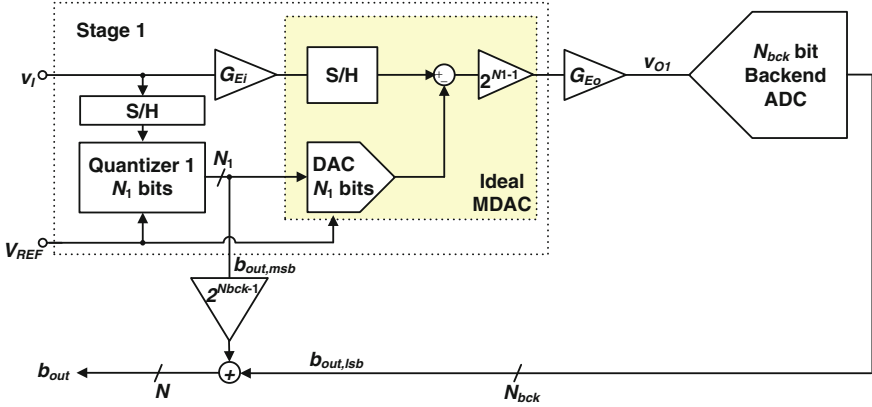 Stage 1
v_I
G_Ei
S/H
+
−
2^N1-1
G_Eo
v_O1
N_bck bit
Backend
ADC
S/H
Quantizer 1
N_1 bits
N_1
DAC
N_1 bits
Ideal
MDAC
V_REF
b_out,msb
2^Nbck-1
b_out
N
+
b_out,lsb
N_bck